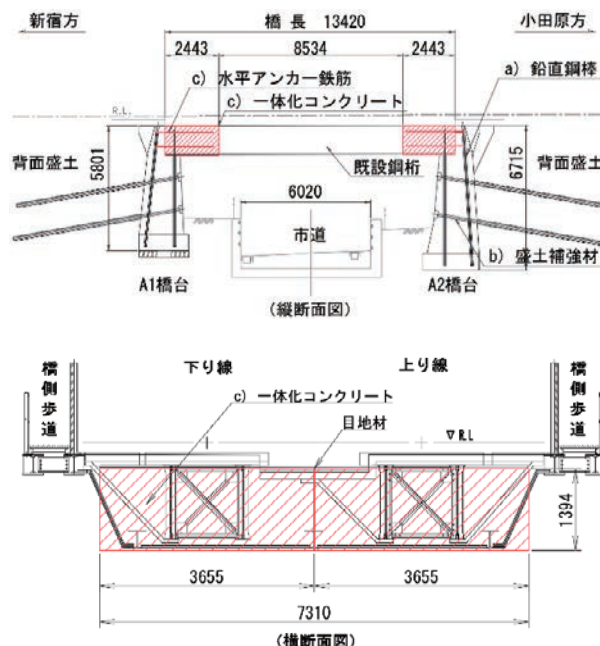 新宿方
橋 長 13420
小田原方
2443
8534
2443
a) 鉛直鋼棒
c) 水平アンカー鉄筋
c) 一体化コンクリート
R.L.
背面盛土
5801
既設鋼桁
6715
背面盛土
6020
市道
A1橋台
A2橋台
b) 盛土補強材
(縦断面図)
橋側歩道
下り線
上り線
橋側歩道
c) 一体化コンクリート
目地材
▽R.L
1394
3655
3655
7310
(横断面図)